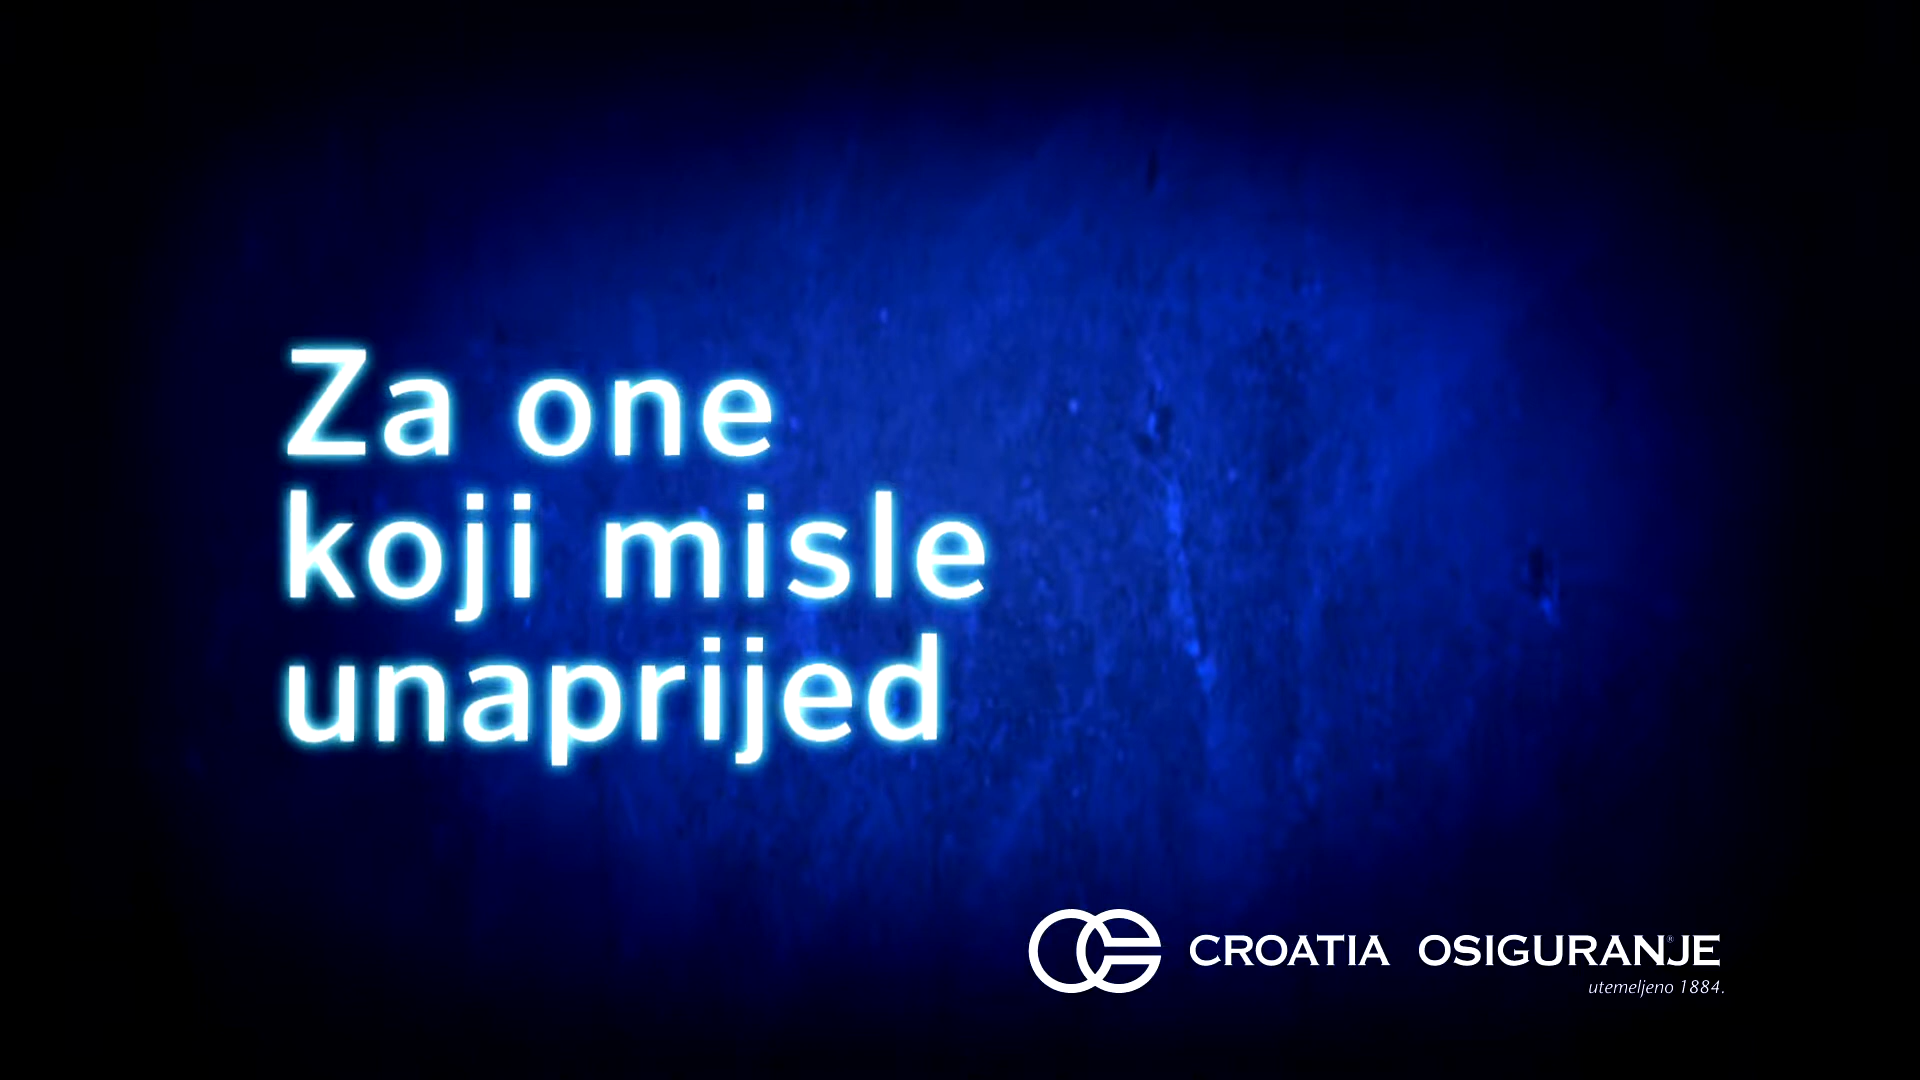 Za one
koji misle
unaprijed
CROATIA OSIGURANJE®
utemeljeno 1884.